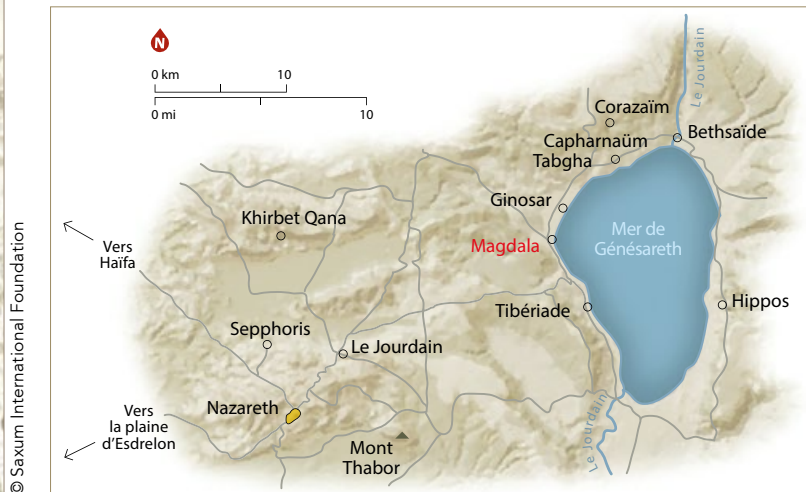 N
0 km 10
0 mi 10
Le Jourdain
Corazaïm
Bethsaïde
Capharnaüm
Tabgha
Ginosar
Khirbet Qana
Magdala
Mer de
Génésareth
Vers
Haïfa
Tibériade
Hippos
Sepphoris
Le Jourdain
Nazareth
Vers
la plaine
d'Esdrelon
Mont
Thabor
Le Jourdain
© Saxum International Foundation